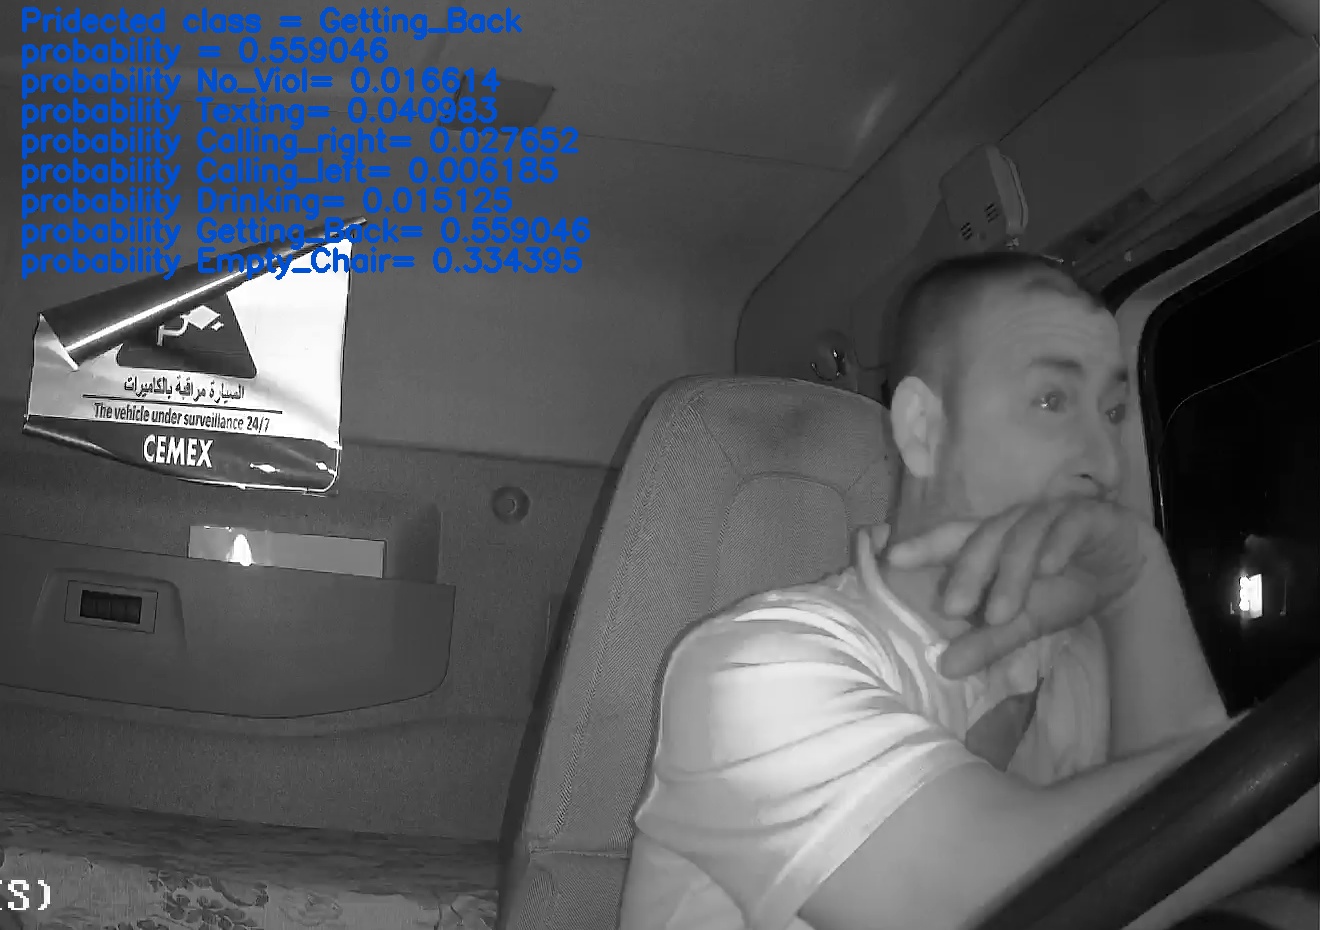 Pridected class = Getting_Back
probability = 0.559046
probability No_Viol= 0.016614
probability Texting= 0.040983
probability Calling_right= 0.027652
probability Calling_left= 0.006185
probability Drinking= 0.015125
probability Getting_Back= 0.559046
probability Empty_Chair= 0.334395
السيارة مراقبة بالكاميرات
The vehicle under surveillance 24/7
CEMEX
S)